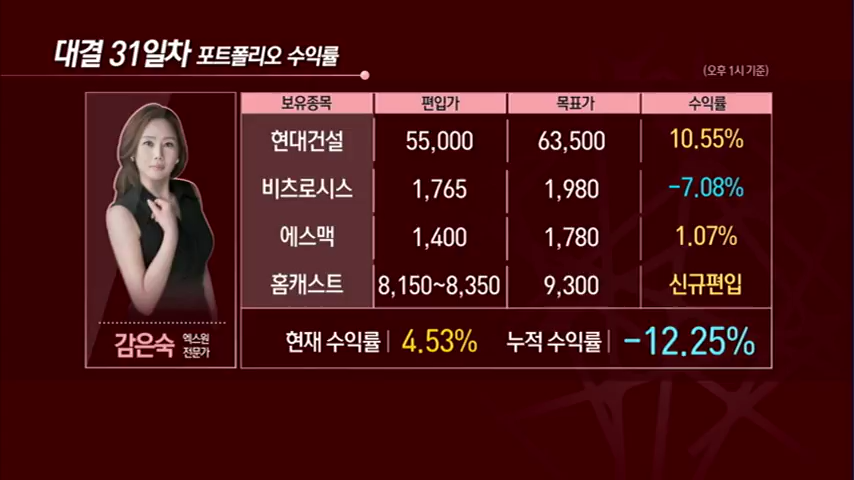 대결 31일차 포트폴리오 수익률
(오후 1시 기준)
보유종목 편입가 목표가 수익률
현대건설 55,000 63,500 10.55%
비츠로시스 1,765 1,980 -7.08%
에스맥 1,400 1,780 1.07%
홈캐스트 8,150~8,350 9,300 신규편입
감은숙 엑스원
전문가
현재 수익률 4.53% 누적 수익률 -12.25%